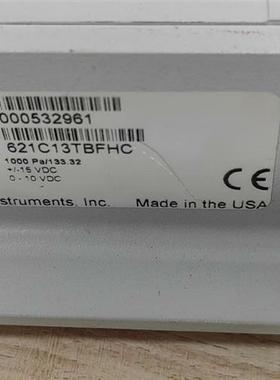 000532961
621C13TBFHC
1000 Pa/133.32
+/-15 VDC
0 - 10 VDC
CE
struments, Inc. Made in the USA